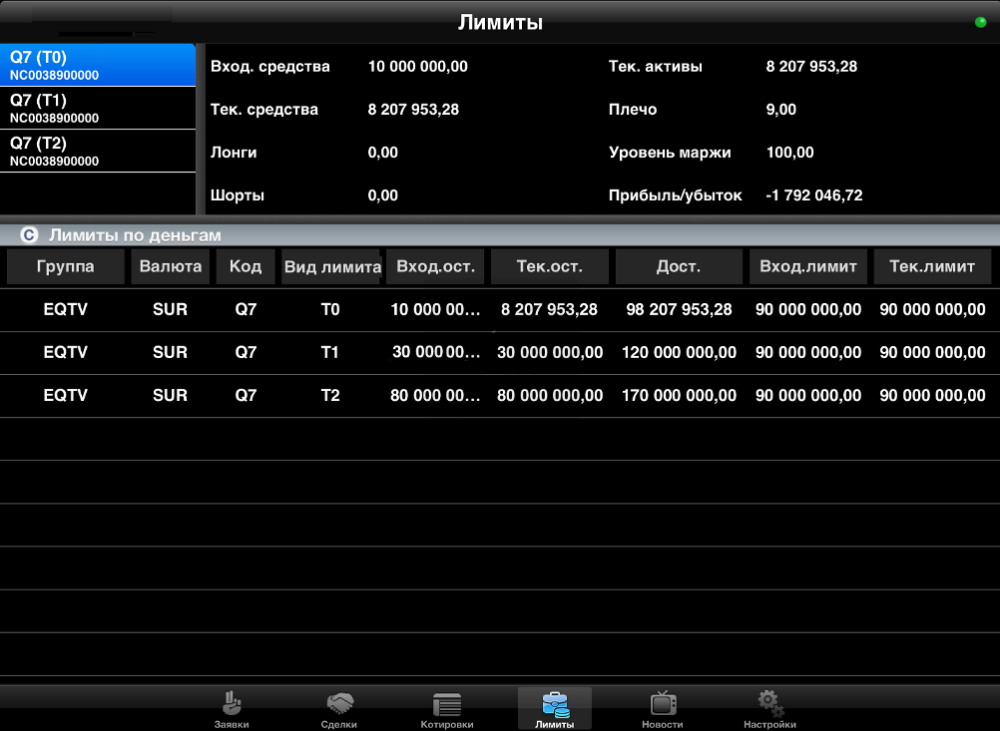 Лимиты
Q7 (T0)
NC0038900000
Q7 (T1)
NC0038900000
Q7 (T2)
NC0038900000
Вход. средства 10 000 000,00 Тек. активы 8 207 953,28
Тек. средства 8 207 953,28 Плечо 9,00
Лонги 0,00 Уровень маржи 100,00
Шорты 0,00 Прибыль/убыток -1 792 046,72
C Лимиты по деньгам
Группа Валюта Код Вид лимита Вход.ост. Тек.ост. Дост. Вход.лимит Тек.лимит
EQTV SUR Q7 T0 10 000 00... 8 207 953,28 98 207 953,28 90 000 000,00 90 000 000,00
EQTV SUR Q7 T1 30 000 00... 30 000 000,00 120 000 000,00 90 000 000,00 90 000 000,00
EQTV SUR Q7 T2 80 000 00... 80 000 000,00 170 000 000,00 90 000 000,00 90 000 000,00
Заявки Сделки Котировки Лимиты Новости Настройки